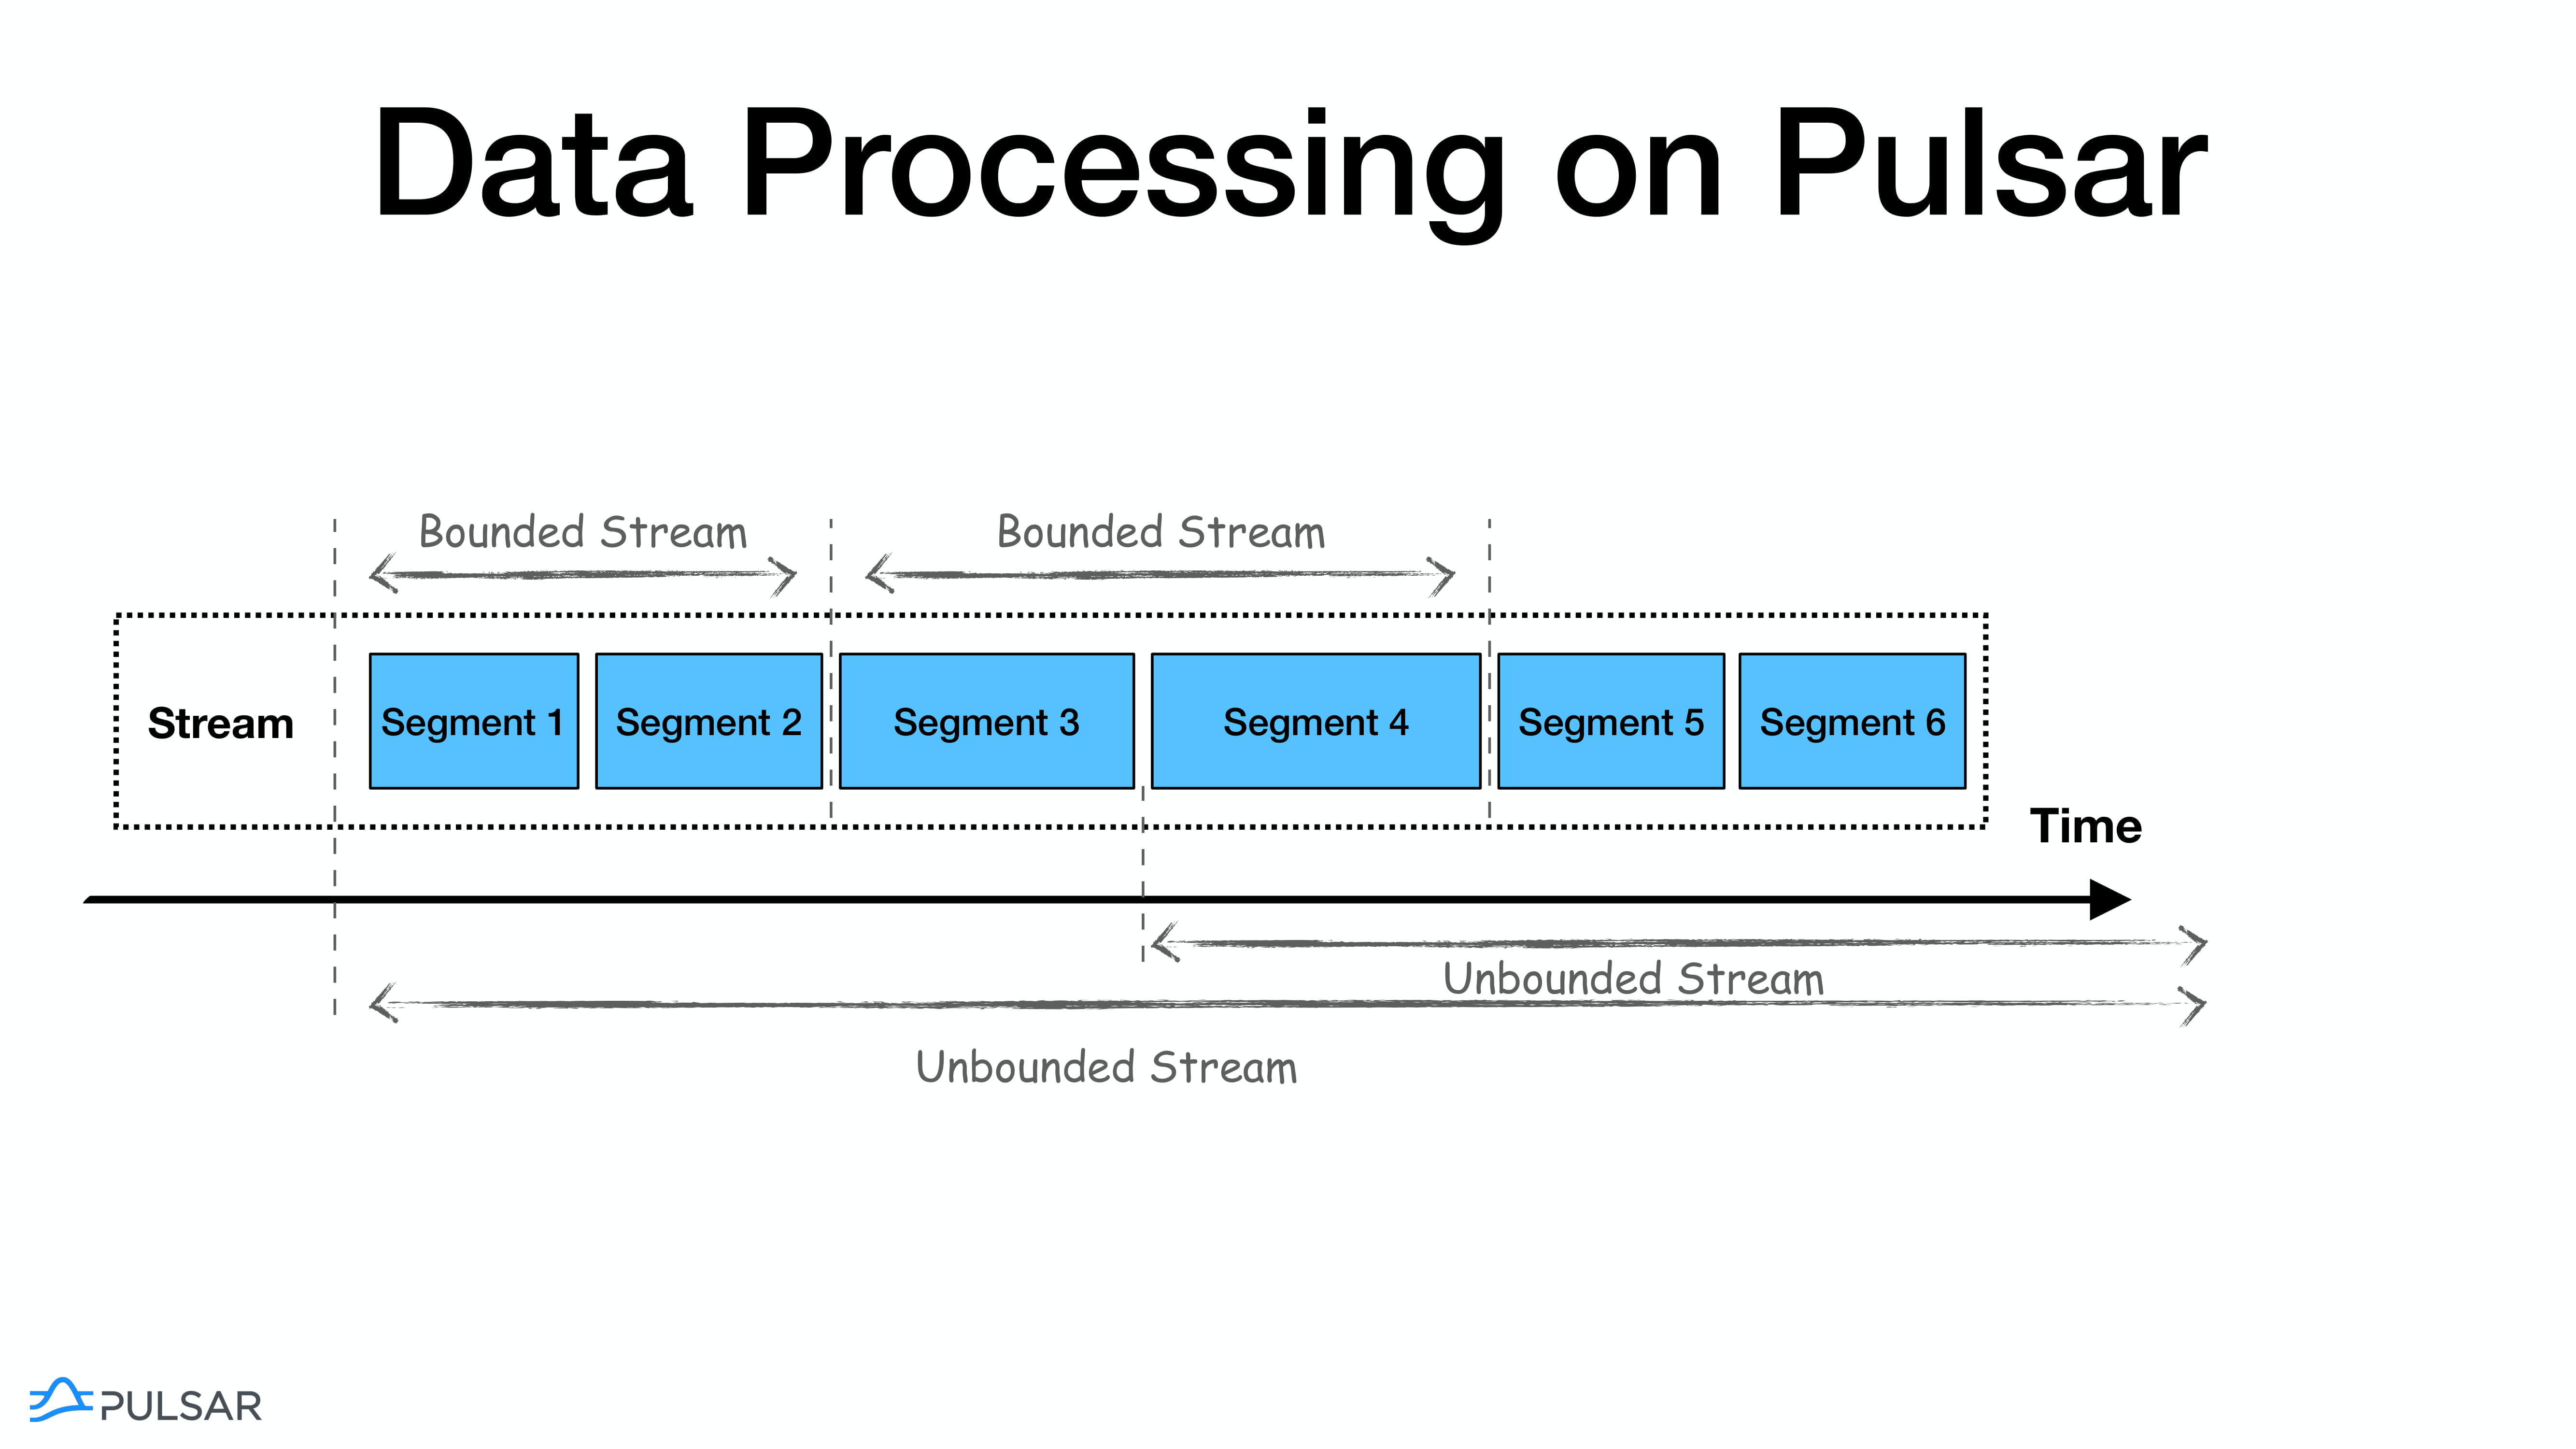 Data Processing on Pulsar
Bounded Stream
Bounded Stream
Stream
Segment 1
Segment 2
Segment 3
Segment 4
Segment 5
Segment 6
Time
Unbounded Stream
Unbounded Stream
PULSAR